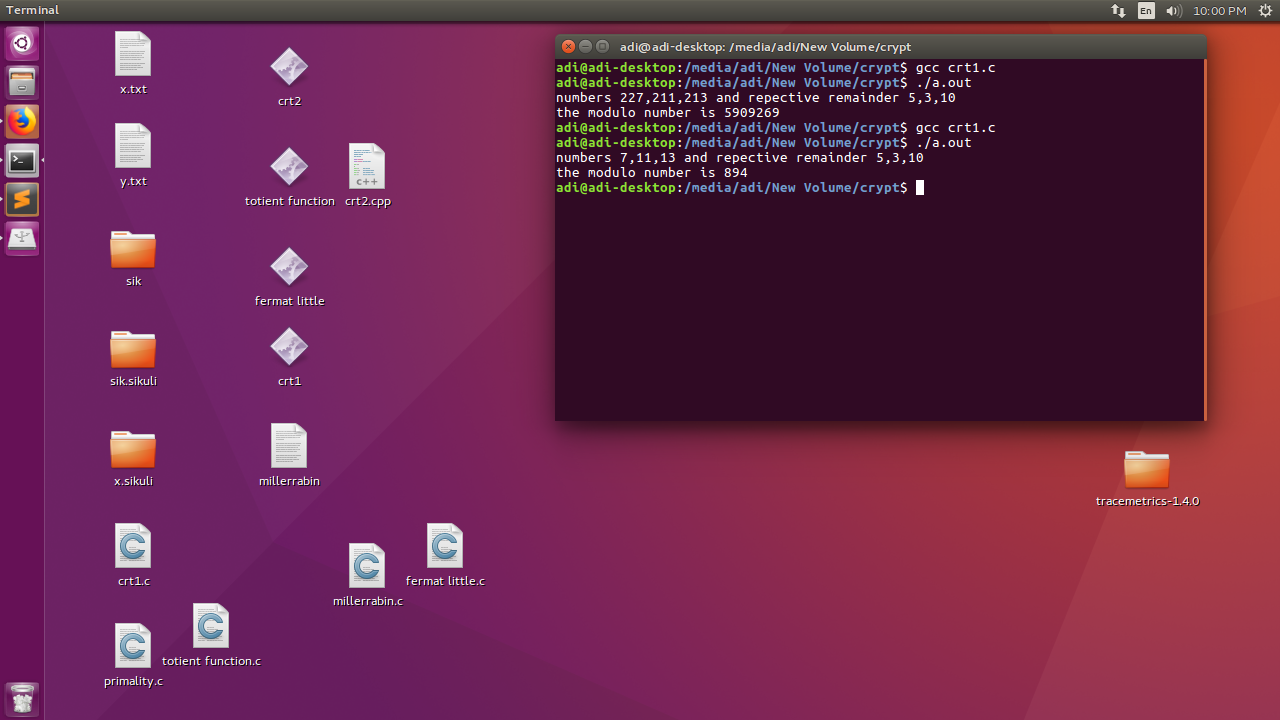 Terminal
En
10:00 PM
x.txt
crt2
y.txt
totient function
crt2.cpp
sik
fermat little
sik.sikuli
crt1
x.sikuli
millerrabin
crt1.c
millerrabin.c
fermat little.c
primality.c
totient function.c
tracemetrics-1.4.0
adi@adi-desktop: /media/adi/New Volume/crypt
adi@adi-desktop:/media/adi/New Volume/crypt$ gcc crt1.c
adi@adi-desktop:/media/adi/New Volume/crypt$ ./a.out
numbers 227,211,213 and repective remainder 5,3,10
the modulo number is 5909269
adi@adi-desktop:/media/adi/New Volume/crypt$ gcc crt1.c
adi@adi-desktop:/media/adi/New Volume/crypt$ ./a.out
numbers 7,11,13 and repective remainder 5,3,10
the modulo number is 894
adi@adi-desktop:/media/adi/New Volume/crypt$